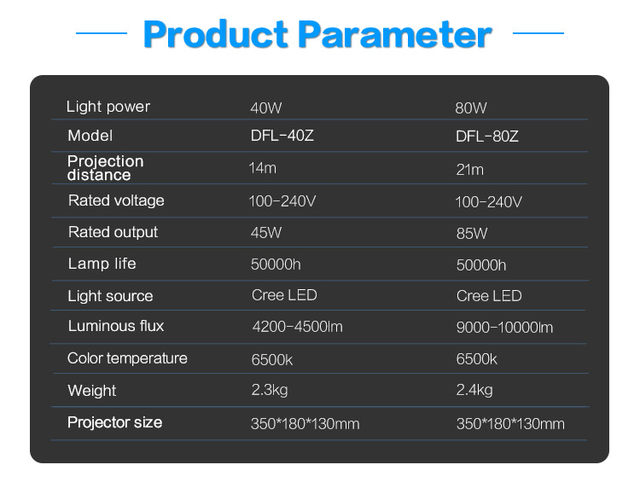 Product Parameter
Light power 40W 80W
Model DFL-40Z DFL-80Z
Projection
distance 14m 21m
Rated voltage 100-240V 100-240V
Rated output 45W 85W
Lamp life 50000h 50000h
Light source Cree LED Cree LED
Luminous flux 4200-4500lm 9000-10000lm
Color temperature 6500k 6500k
Weight 2.3kg 2.4kg
Projector size 350*180*130mm 350*180*130mm